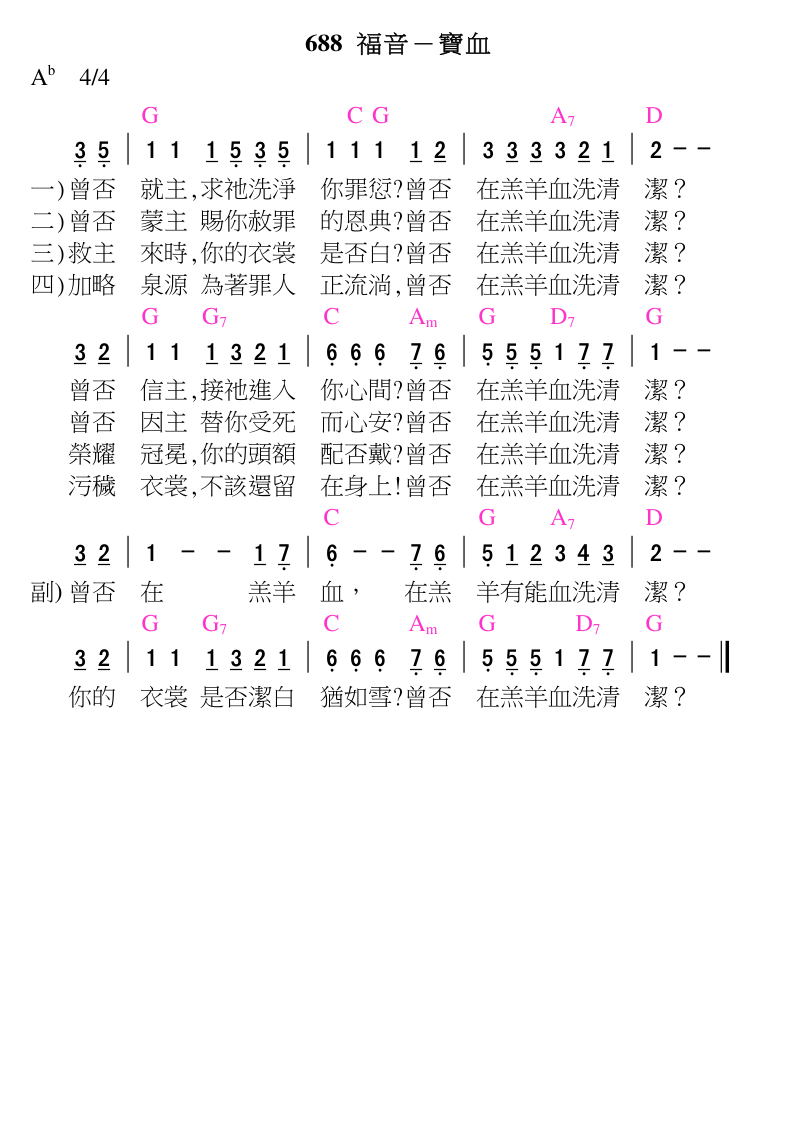 688 福音－寶血
A♭ 4/4
G C G A7 D
3 5 | 1 1 1 5 3 5 | 1 1 1 1 2 | 3 3 3 3 2 1 | 2 - -
一)曾否 就主,求祂洗淨 你罪愆?曾否 在羔羊血洗清 潔？
二)曾否 蒙主 賜你赦罪 的恩典?曾否 在羔羊血洗清 潔？
三)救主 來時,你的衣裳 是否白?曾否 在羔羊血洗清 潔？
四)加略 泉源 為著罪人 正流淌,曾否 在羔羊血洗清 潔？
G G7 C Am G D7 G
3 2 | 1 1 1 3 2 1 | 6 6 6 7 6 | 5 5 5 1 7 7 | 1 - -
曾否 信主,接祂進入 你心間?曾否 在羔羊血洗清 潔？
曾否 因主 替你受死 而心安?曾否 在羔羊血洗清 潔？
榮耀 冠冕,你的頭額 配否戴?曾否 在羔羊血洗清 潔？
污穢 衣裳,不該還留 在身上!曾否 在羔羊血洗清 潔？
C G A7 D
3 2 | 1 - - 1 7 | 6 - - 7 6 | 5 1 2 3 4 3 | 2 - -
副)曾否 在 羔羊 血， 在羔 羊有能血洗清 潔？
G G7 C Am G D7 G
3 2 | 1 1 1 3 2 1 | 6 6 6 7 6 | 5 5 5 1 7 7 | 1 - - ‖
你的 衣裳 是否潔白 猶如雪?曾否 在羔羊血洗清 潔？